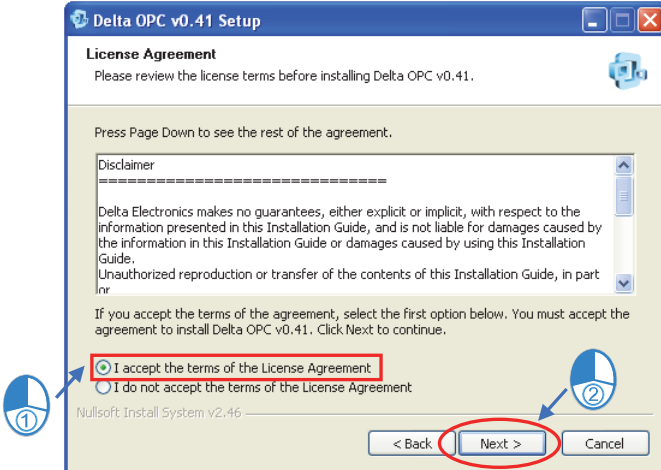 Delta OPC v0.41 Setup
License Agreement
Please review the license terms before installing Delta OPC v0.41.
Press Page Down to see the rest of the agreement.
Disclaimer
==============================
Delta Electronics makes no guarantees, either explicit or implicit, with respect to the
information presented in this Installation Guide, and is not liable for damages caused by
the information in this Installation Guide or damages caused by using this Installation
Guide.
Unauthorized reproduction or transfer of the contents of this Installation Guide, in part
or
If you accept the terms of the agreement, select the first option below. You must accept the
agreement to install Delta OPC v0.41. Click Next to continue.
I accept the terms of the License Agreement
I do not accept the terms of the License Agreement
①
②
Nullsoft Install System v2.46
< Back Next > Cancel